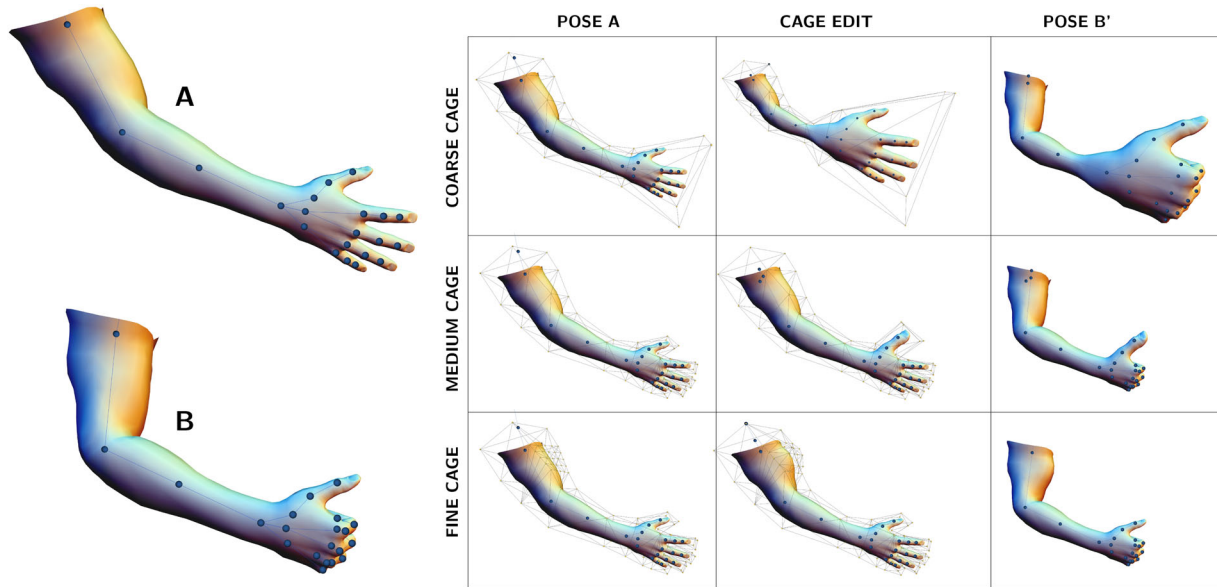 A
B
POSE A
CAGE EDIT
POSE B'
COARSE CAGE
MEDIUM CAGE
FINE CAGE